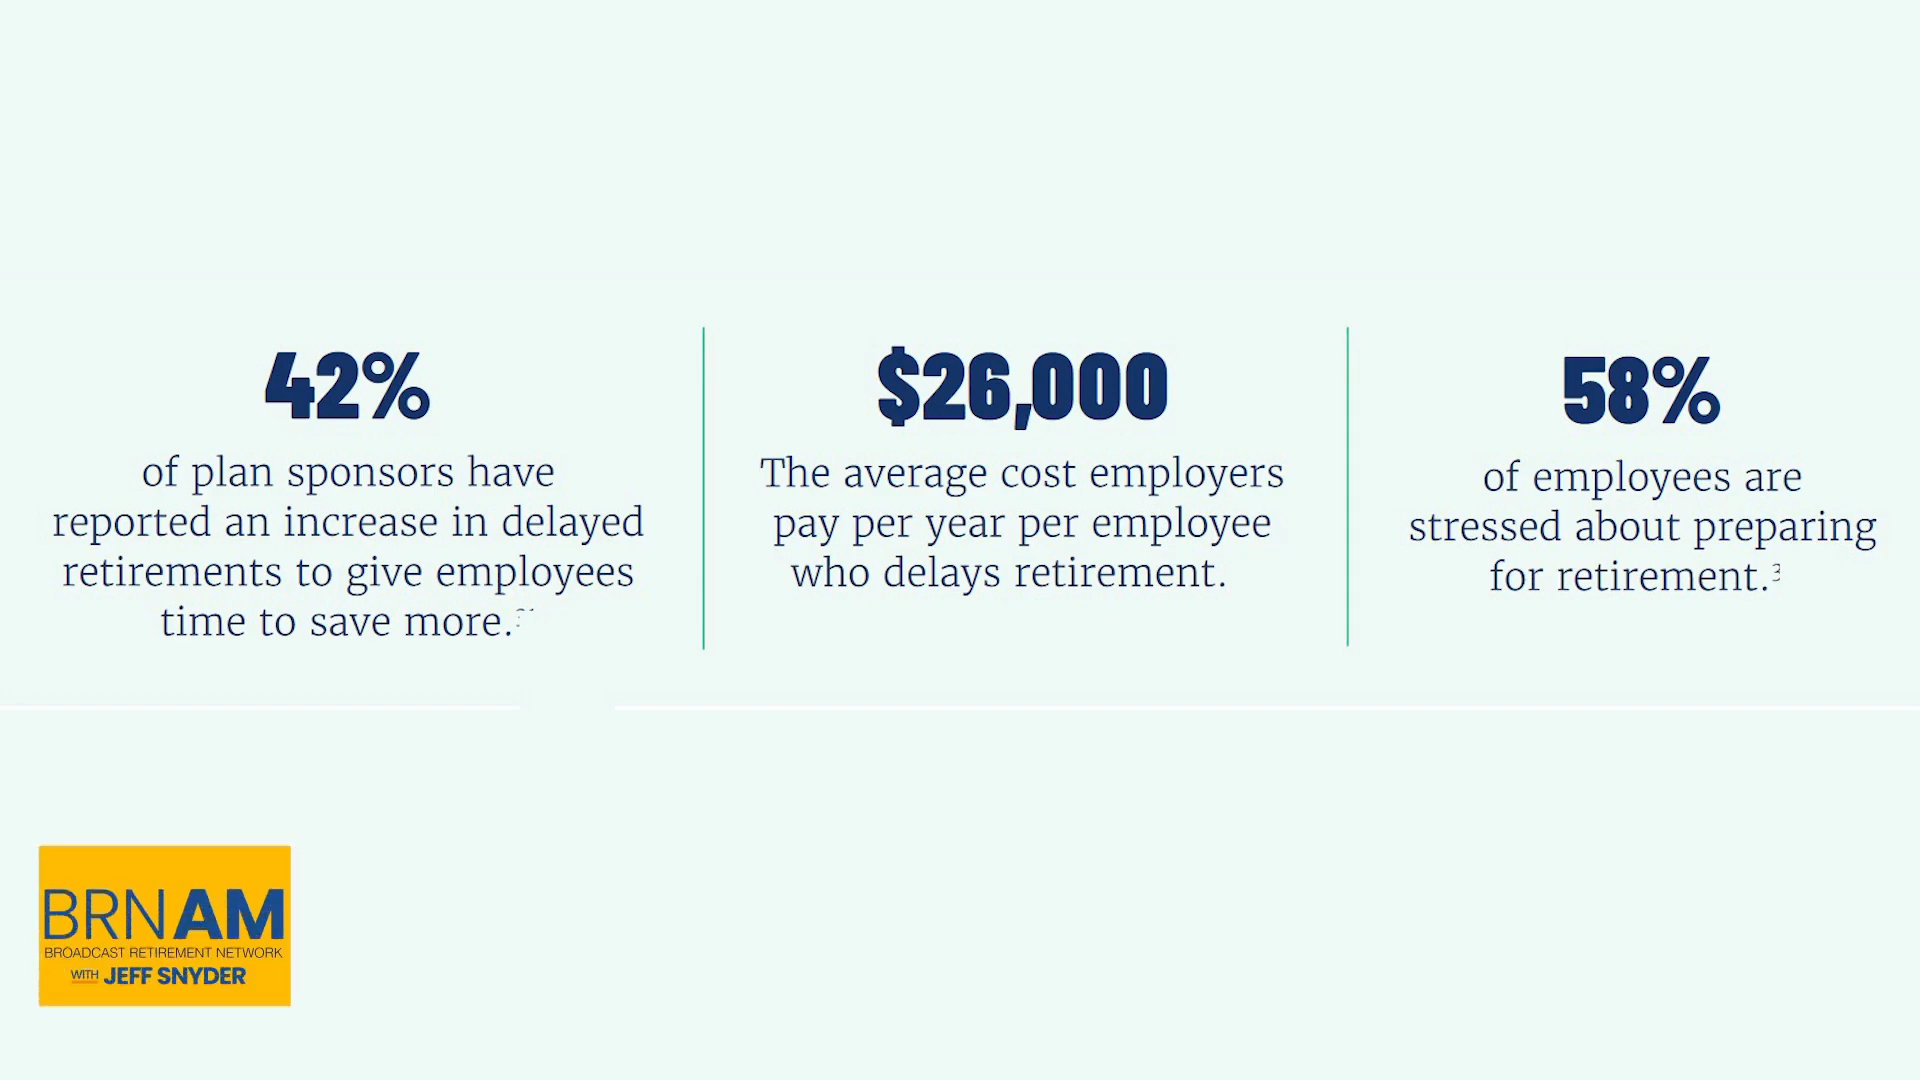 42%
of plan sponsors have
reported an increase in delayed
retirements to give employees
time to save more.
$26,000
The average cost employers
pay per year per employee
who delays retirement.
58%
of employees are
stressed about preparing
for retirement.³
BRNAM
BROADCAST RETIREMENT NETWORK
WITH JEFF SNYDER